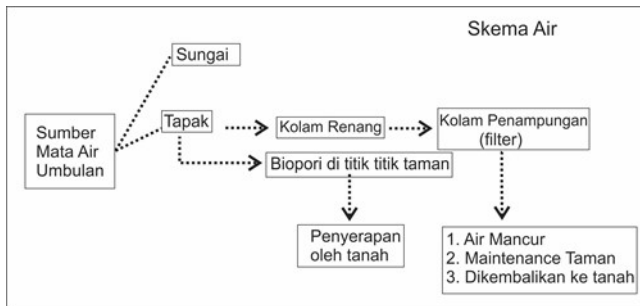 Skema Air
Sungai
Sumber
Mata Air
Umbulan
Tapak
Kolam Renang
Kolam Penampungan
(filter)
Biopori di titik titik taman
Penyerapan
oleh tanah
1. Air Mancur
2. Maintenance Taman
3. Dikembalikan ke tanah